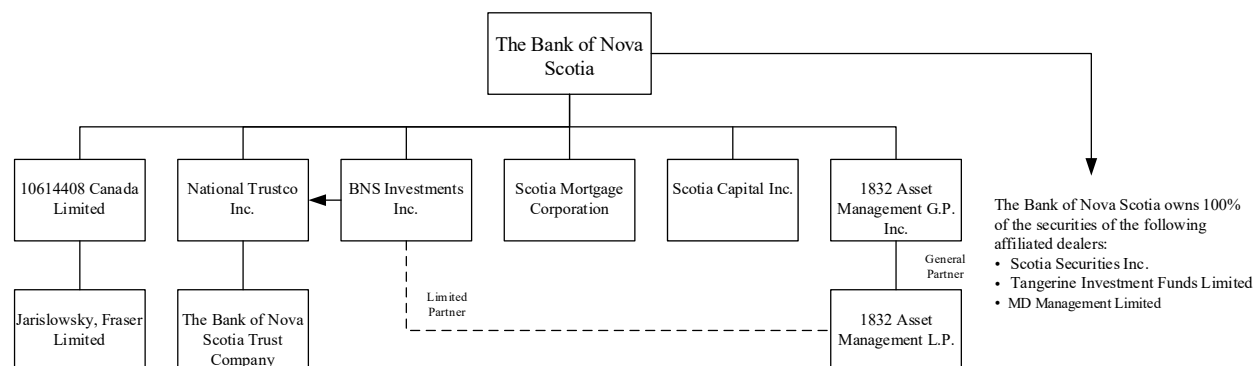 The Bank of Nova
Scotia
10614408 Canada
Limited
National Trustco
Inc.
BNS Investments
Inc.
Scotia Mortgage
Corporation
Scotia Capital Inc.
1832 Asset
Management G.P.
Inc.
The Bank of Nova Scotia owns 100%
of the securities of the following
affiliated dealers:
• Scotia Securities Inc.
• Tangerine Investment Funds Limited
• MD Management Limited
General
Partner
Limited
Partner
Jarislowsky, Fraser
Limited
The Bank of Nova
Scotia Trust
Company
1832 Asset
Management L.P.